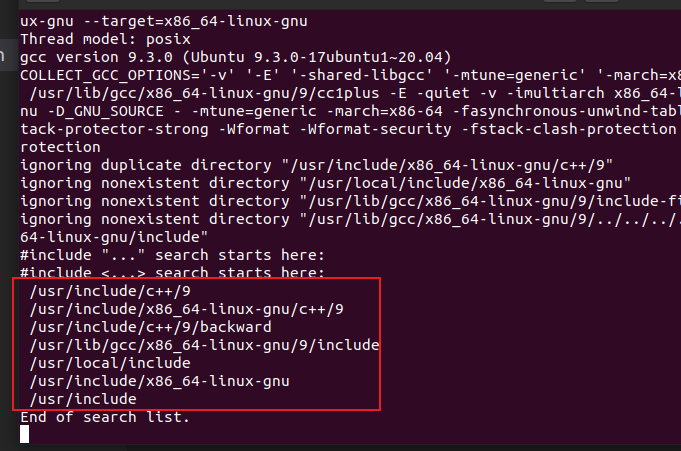 ux-gnu --target=x86_64-linux-gnu
Thread model: posix
gcc version 9.3.0 (Ubuntu 9.3.0-17ubuntu1~20.04)
COLLECT_GCC_OPTIONS='-v' '-E' '-shared-libgcc' '-mtune=generic' '-march=x8
 /usr/lib/gcc/x86_64-linux-gnu/9/cc1plus -E -quiet -v -imultiarch x86_64-l
nu -D_GNU_SOURCE - -mtune=generic -march=x86-64 -fasynchronous-unwind-tabl
tack-protector-strong -Wformat -Wformat-security -fstack-clash-protection
rotection
ignoring duplicate directory "/usr/include/x86_64-linux-gnu/c++/9"
ignoring nonexistent directory "/usr/local/include/x86_64-linux-gnu"
ignoring nonexistent directory "/usr/lib/gcc/x86_64-linux-gnu/9/include-fi
ignoring nonexistent directory "/usr/lib/gcc/x86_64-linux-gnu/9/../../../.
64-linux-gnu/include"
#include "..." search starts here:
#include <...> search starts here:
 /usr/include/c++/9
 /usr/include/x86_64-linux-gnu/c++/9
 /usr/include/c++/9/backward
 /usr/lib/gcc/x86_64-linux-gnu/9/include
 /usr/local/include
 /usr/include/x86_64-linux-gnu
 /usr/include
End of search list.